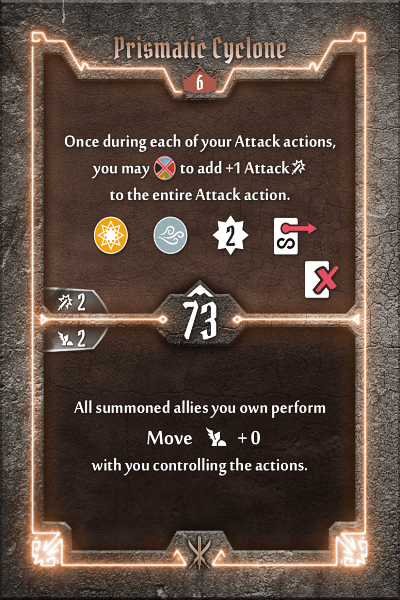 Prismatic Cyclone
6
Once during each of your Attack actions,
you may to add +1 Attack
to the entire Attack action.
2
2
73
2
All summoned allies you own perform
Move +0
with you controlling the actions.